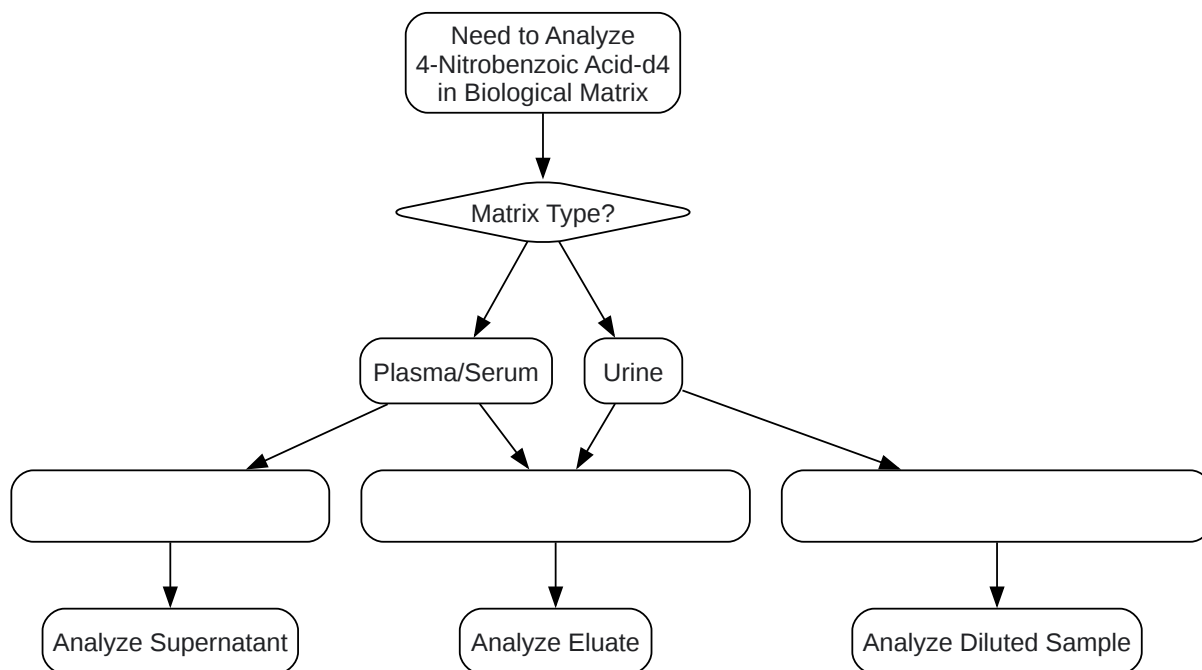 Need to Analyze
4-Nitrobenzoic Acid-d4
in Biological Matrix
Matrix Type?
Plasma/Serum
Urine
Analyze Supernatant
Analyze Eluate
Analyze Diluted Sample